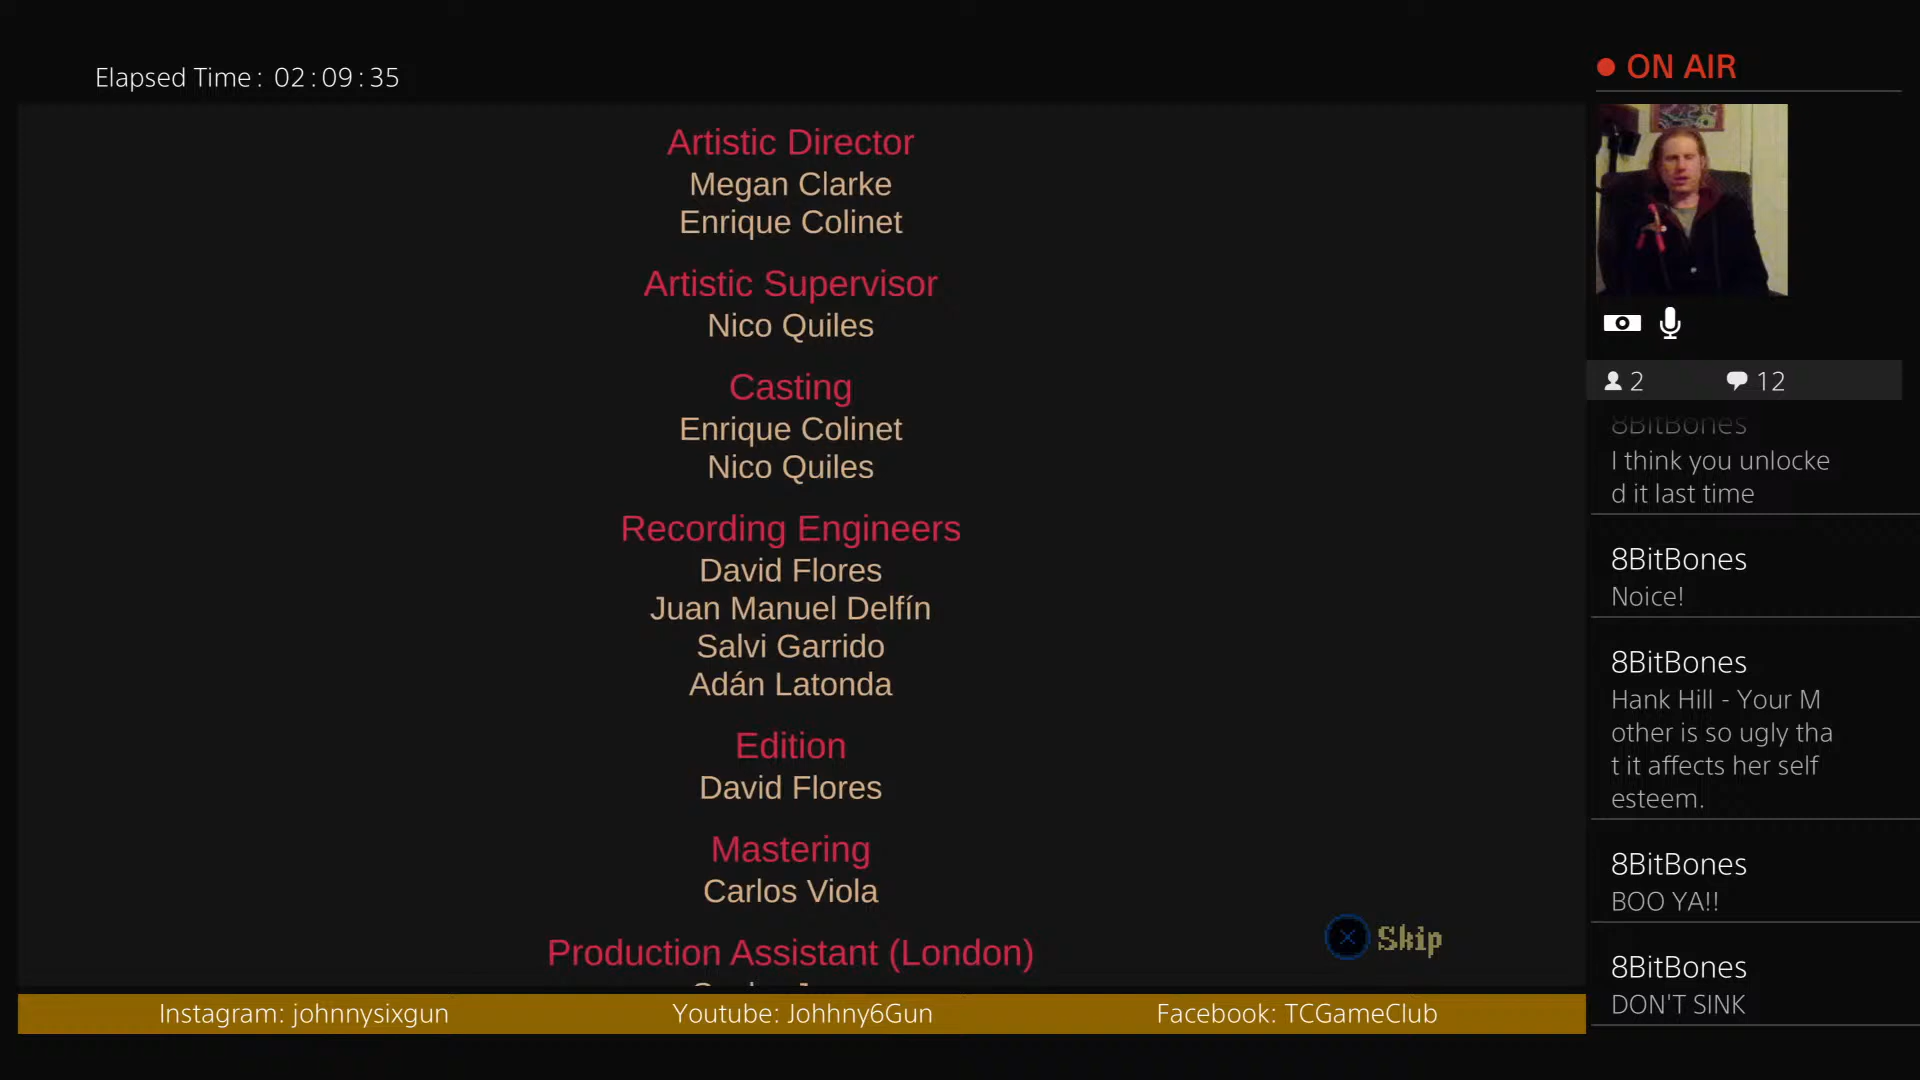 Elapsed Time: 02:09:35
Artistic Director
Megan Clarke
Enrique Colinet
Artistic Supervisor
Nico Quiles
Casting
Enrique Colinet
Nico Quiles
Recording Engineers
David Flores
Juan Manuel Delfín
Salvi Garrido
Adán Latonda
Edition
David Flores
Mastering
Carlos Viola
Production Assistant (London)
Skip
Instagram: johnnysixgun
Youtube: Johhny6Gun
Facebook: TCGameClub
ON AIR
2
12
8BitBones
I think you unlocke
d it last time
8BitBones
Noice!
8BitBones
Hank Hill - Your M
other is so ugly tha
t it affects her self
esteem.
8BitBones
BOO YA!!
8BitBones
DON'T SINK